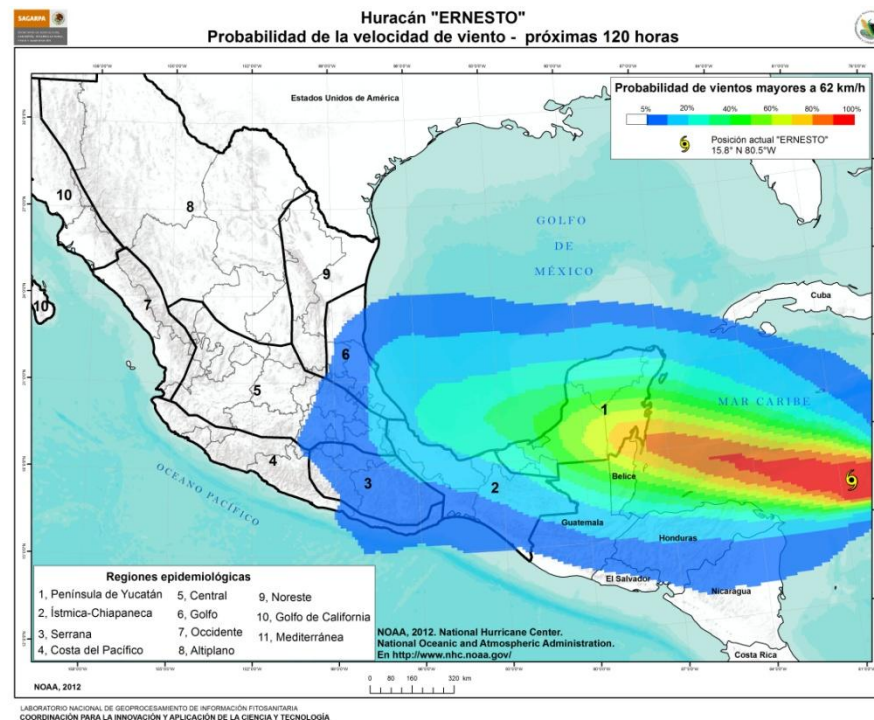 SAGARPA
Huracán "ERNESTO"
Probabilidad de la velocidad de viento - próximas 120 horas
Estados Unidos de América
Probabilidad de vientos mayores a 62 km/h
5% 20% 40% 60% 80% 100%
Posición actual "ERNESTO"
15.8° N 80.5°W
10
8
GOLFO
DE
MÉXICO
9
Cuba
10
7
6
5
1
MAR CARIBE
4
3
2
Belice
OCEANO PACÍFICO
Guatemala
Honduras
El Salvador
Nicaragua
Costa Rica
Regiones epidemiológicas
1, Península de Yucatán
2, Ístmica-Chiapaneca
3, Serrana
4, Costa del Pacífico
5, Central
6, Golfo
7, Occidente
8, Altiplano
9, Noreste
10, Golfo de California
11, Mediterránea
NOAA, 2012. National Hurricane Center.
National Oceanic and Atmospheric Administration.
En http://www.nhc.noaa.gov/
NOAA, 2012
0 80 160 320 km
LABORATORIO NACIONAL DE GEOPROCESAMIENTO DE INFORMACIÓN FITOSANITARIA
COORDINACIÓN PARA LA INNOVACIÓN Y APLICACIÓN DE LA CIENCIA Y TECNOLOGÍA